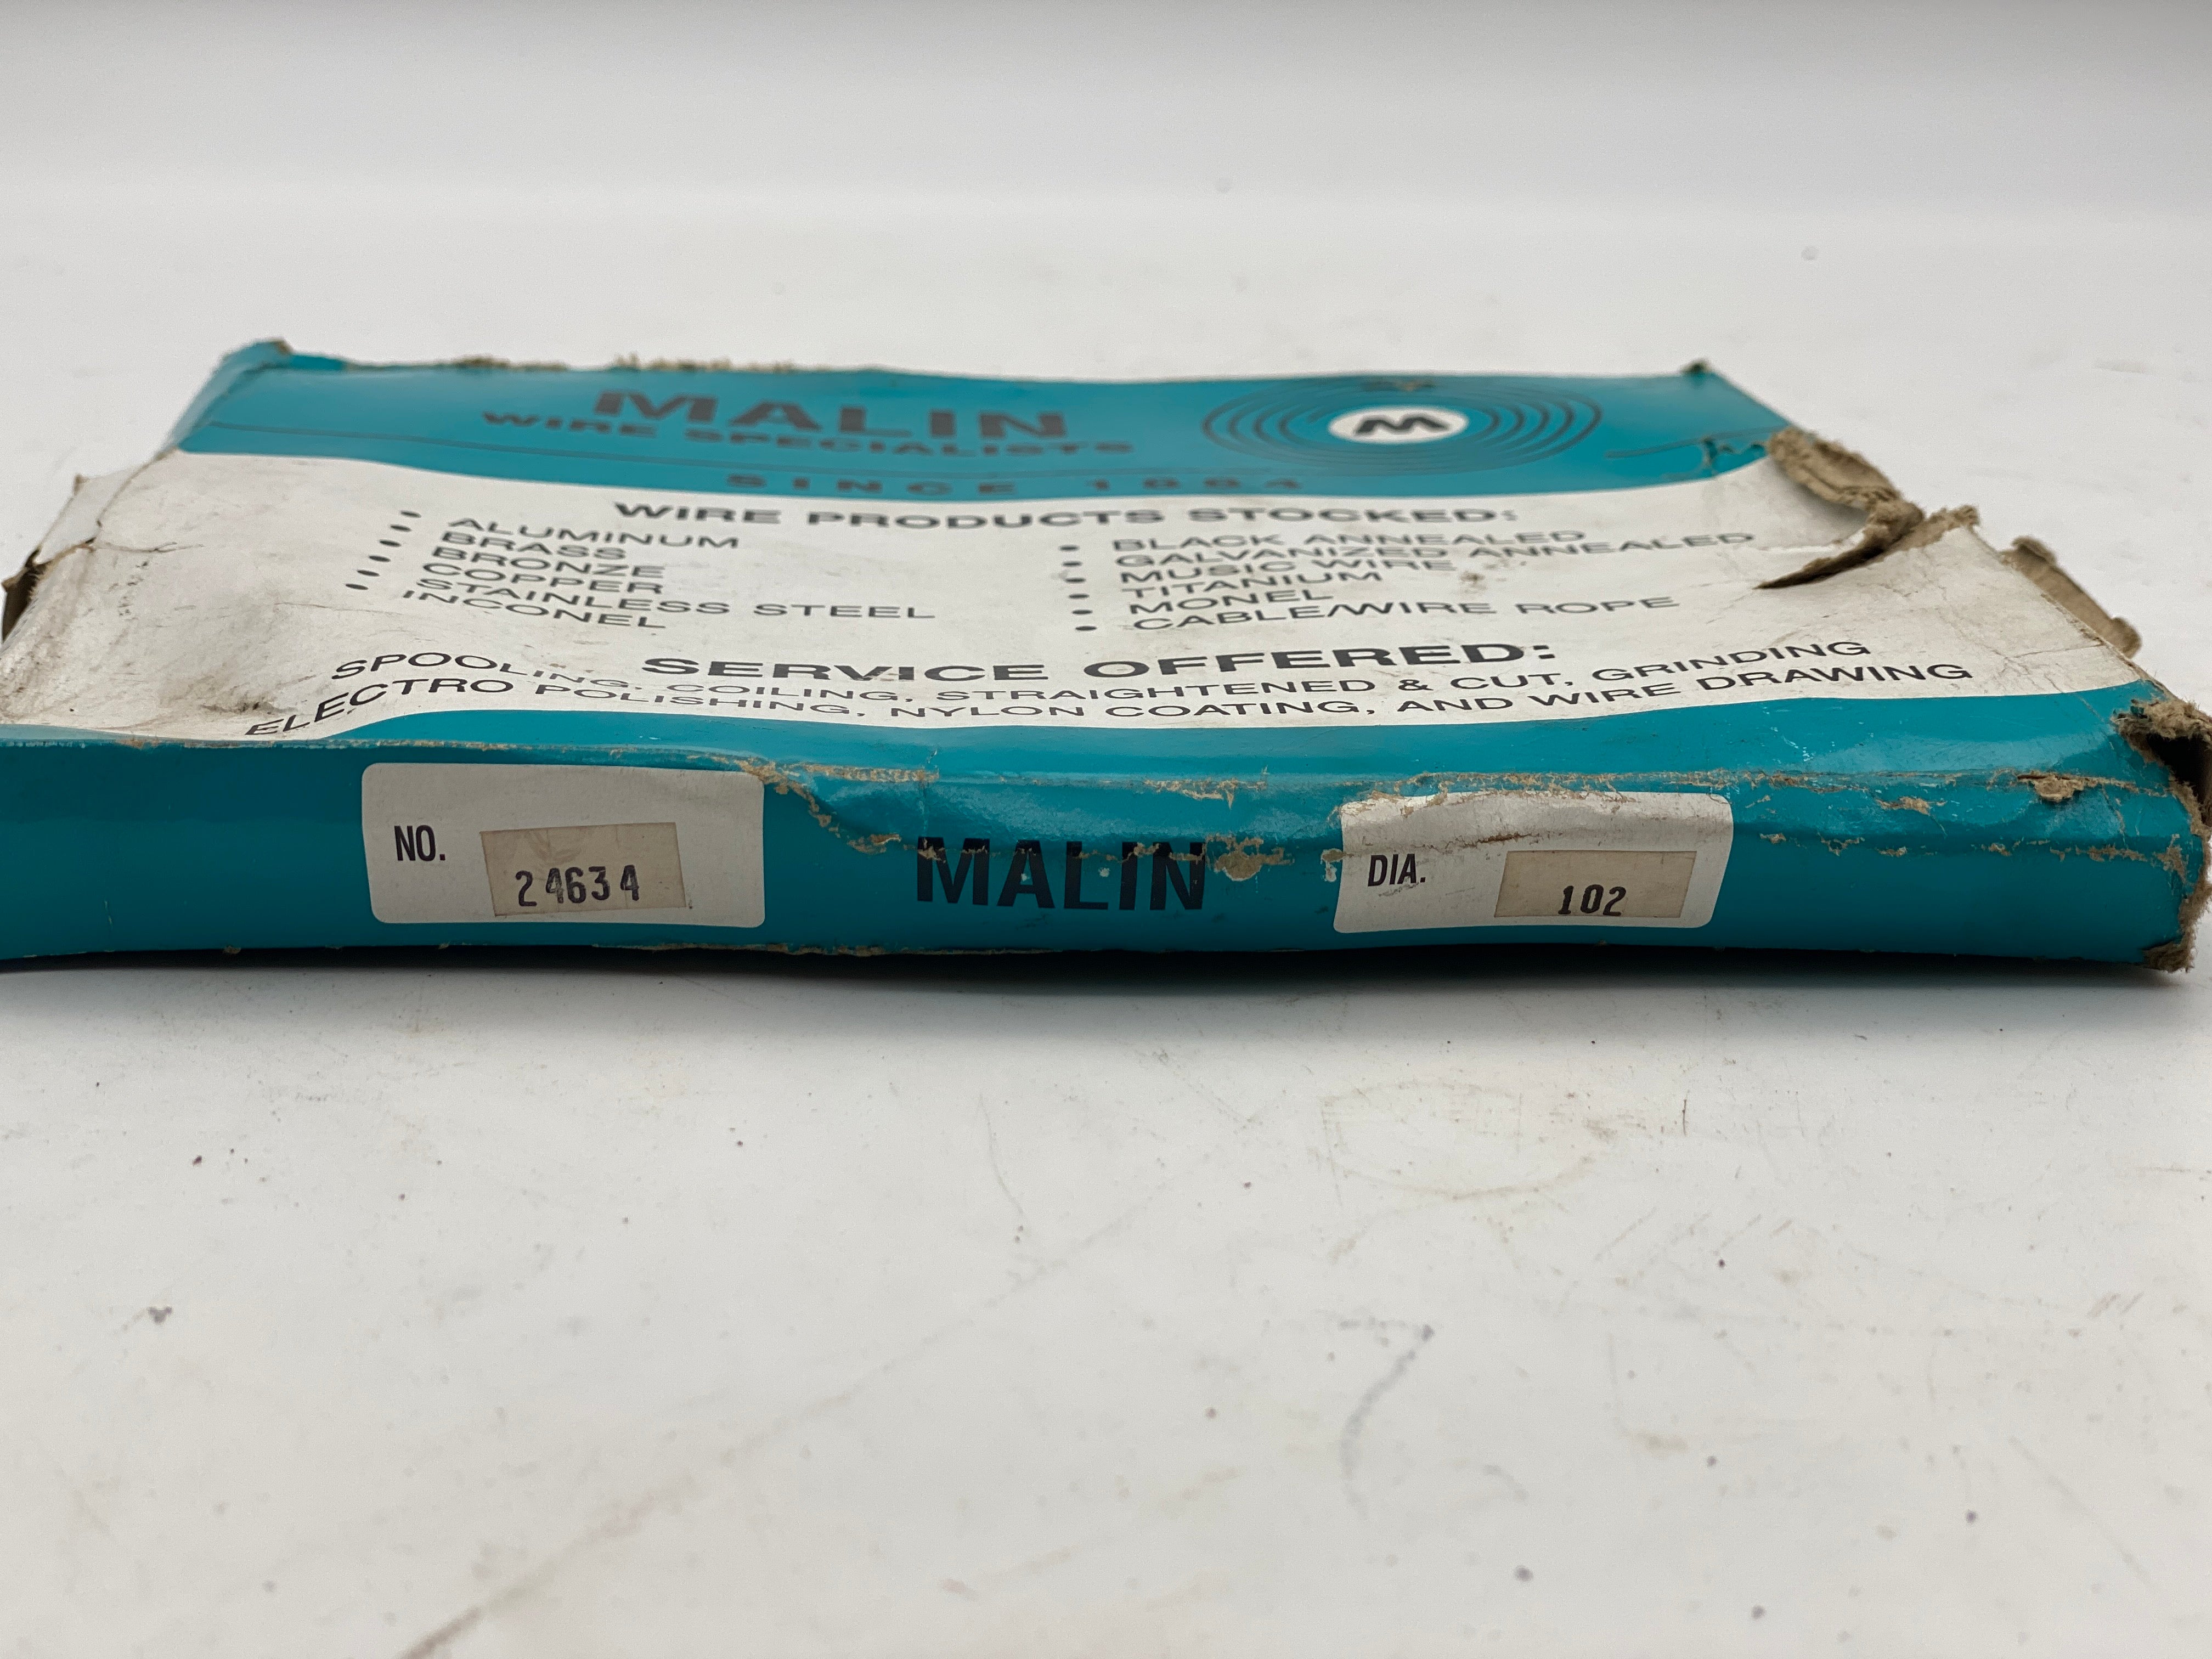 MALIN
WIRE SPECIALISTS
SINCE 1884
M
WIRE PRODUCTS STOCKED:
• ALUMINUM
• BRASS
• BRONZE
• COPPER
• STAINLESS STEEL
• INCONEL
• BLACK ANNEALED
• GALVANIZED ANNEALED
• MUSIC WIRE
• TITANIUM
• MONEL
• CABLE/WIRE ROPE
SERVICE OFFERED:
SPOOLING, COILING, STRAIGHTENED & CUT, GRINDING
ELECTRO POLISHING, NYLON COATING, AND WIRE DRAWING
NO. 24634
MALIN
DIA. 102